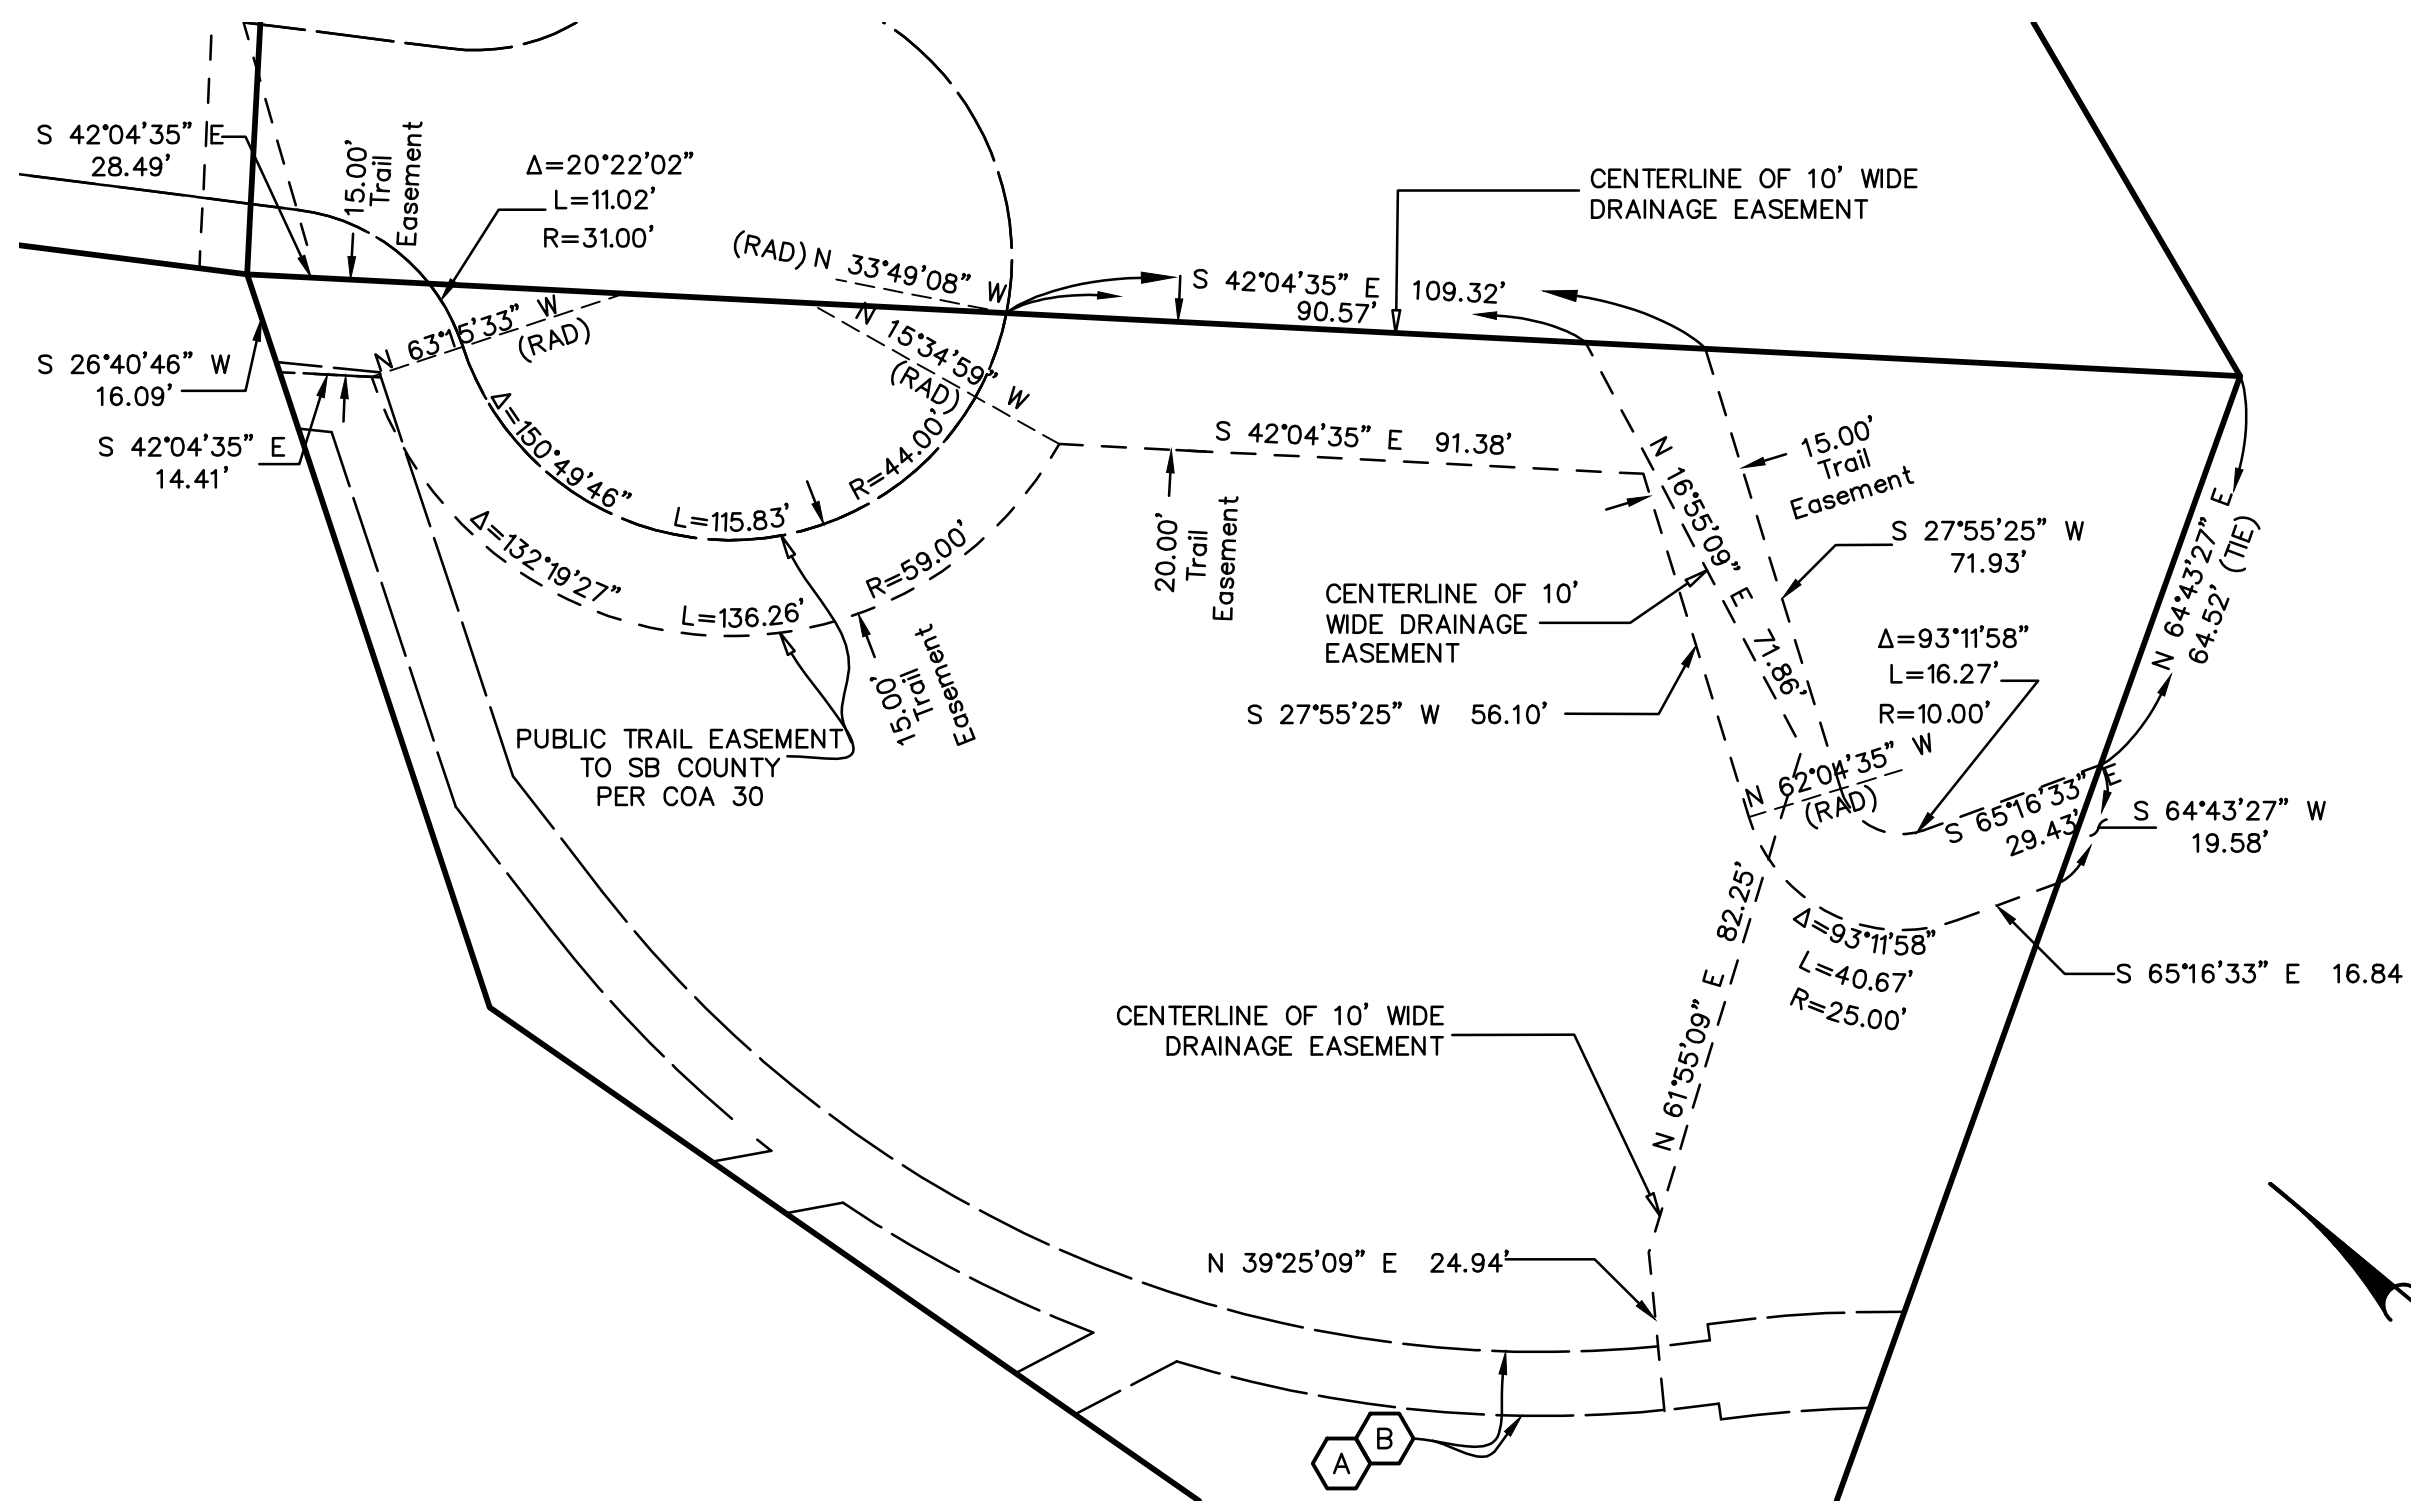 S 42°04'35" E
28.49'
15.00'
Trail
Easement
Δ=20°22'02"
L=11.02'
R=31.00'
(RAD) N 33°49'08" W
CENTERLINE OF 10' WIDE
DRAINAGE EASEMENT
S 42°04'35" E 109.32'
90.57'
S 26°40'46" W
16.09'
N 63°15'33" W
(RAD)
N 15°34'59" W
(RAD)
S 42°04'35" E
14.41'
Δ=150°49'46"
L=115.83'
R=44.00'
Δ=132°19'27"
L=136.26'
R=59.00'
S 42°04'35" E 91.38'
20.00'
Trail
Easement
15.00'
Trail
Easement
N 16°55'09" E 71.86'
15.00'
Trail
Easement
S 27°55'25" W
71.93'
N 64°43'27" E
64.52' (TIE)
CENTERLINE OF 10'
WIDE DRAINAGE
EASEMENT
Δ=93°11'58"
L=16.27'
R=10.00'
S 27°55'25" W 56.10'
PUBLIC TRAIL EASEMENT
TO SB COUNTY
PER COA 30
N 62°04'35" W
(RAD)
S 65°16'33" E
29.43'
S 64°43'27" W
19.58'
Δ=93°11'58"
L=40.67'
R=25.00'
S 65°16'33" E 16.84
N 61°55'09" E 82.25'
CENTERLINE OF 10' WIDE
DRAINAGE EASEMENT
N 39°25'09" E 24.94'
B
A